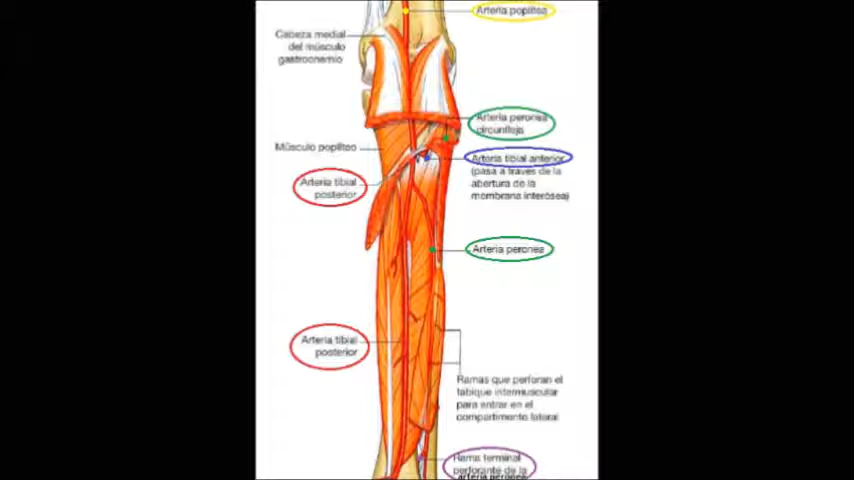 Arteria poplítea
Cabeza medial
del músculo
gastrocnemio
Arteria peronea
circunfleja
Músculo poplíteo
Arteria tibial anterior
(pasa a través de la
abertura de la
membrana interósea)
Arteria tibial
posterior
Arteria peronea
Arteria tibial
posterior
Ramas que perforan el
tabique intermuscular
para entrar en el
compartimento lateral
Rama terminal
perforante de la
arteria peronea